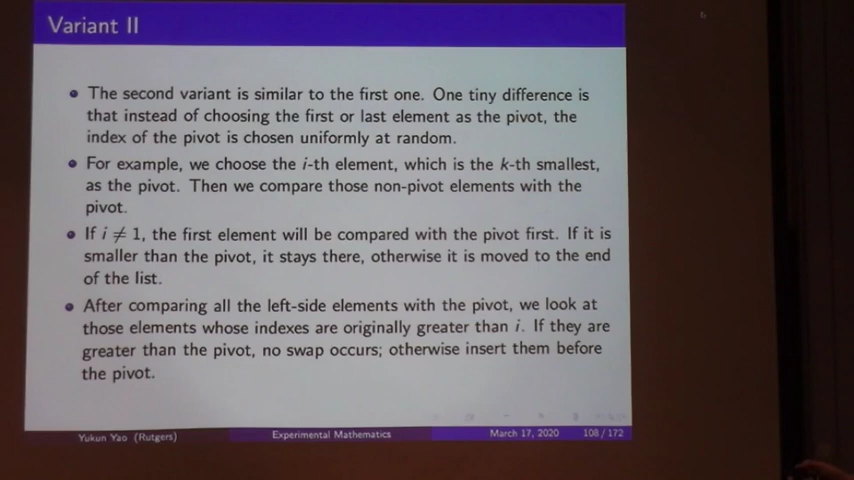 Variant II
The second variant is similar to the first one. One tiny difference is
that instead of choosing the first or last element as the pivot, the
index of the pivot is chosen uniformly at random.
For example, we choose the i-th element, which is the k-th smallest,
as the pivot. Then we compare those non-pivot elements with the
pivot.
If i ≠ 1, the first element will be compared with the pivot first. If it is
smaller than the pivot, it stays there, otherwise it is moved to the end
of the list.
After comparing all the left-side elements with the pivot, we look at
those elements whose indexes are originally greater than i. If they are
greater than the pivot, no swap occurs; otherwise insert them before
the pivot.
Yukun Yao (Rutgers) Experimental Mathematics March 17, 2020 108 / 172